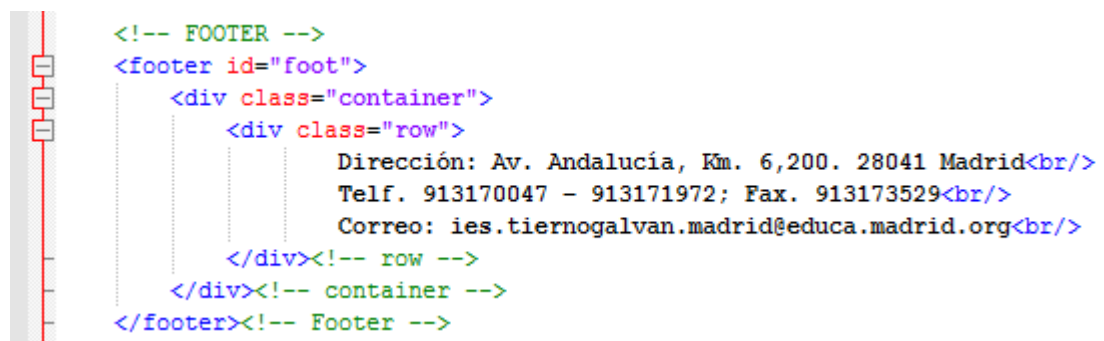 <!-- FOOTER -->
<footer id="foot">
<div class="container">
<div class="row">
Dirección: Av. Andalucía, Km. 6,200. 28041 Madrid<br/>
Telf. 913170047 - 913171972; Fax. 913173529<br/>
Correo: ies.tiernogalvan.madrid@educa.madrid.org<br/>
</div><!-- row -->
</div><!-- container -->
</footer><!-- Footer -->